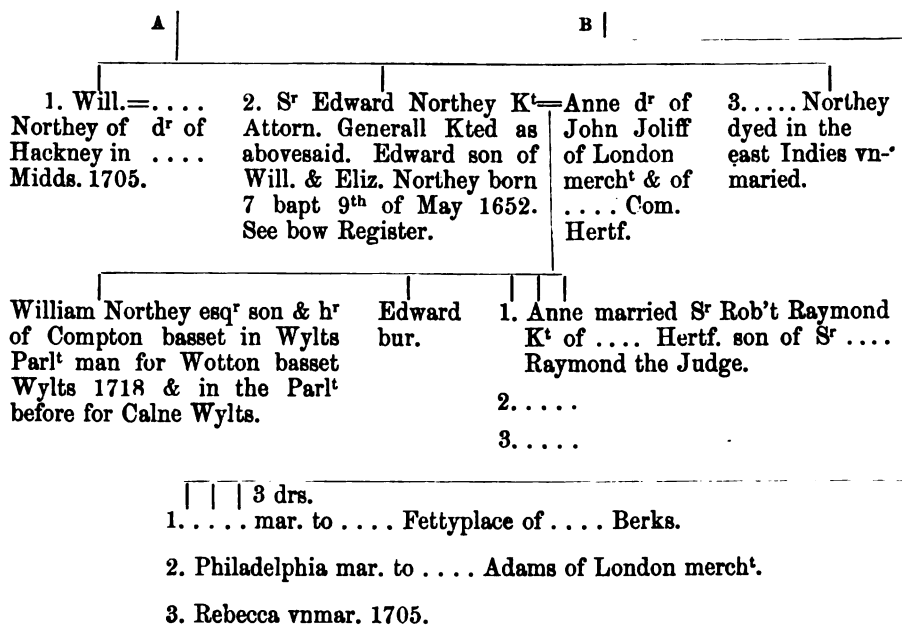 A
B
1. Will.=....
Northey of dʳ of
Hackney in ....
Midds. 1705.
2. Sʳ Edward Northey Kᵗ=Anne dʳ of
Attorn. Generall Kted as
abovesaid. Edward son of
Will. & Eliz. Northey born
7 bapt 9ᵗʰ of May 1652.
See bow Register.
John Joliff
of London
merchᵗ & of
.... Com.
Hertf.
3..... Northey
dyed in the
east Indies vn-
maried.
William Northey esqʳ son & hʳ
of Compton basset in Wylts
Parlᵗ man for Wotton basset
Wylts 1718 & in the Parlᵗ
before for Calne Wylts.
Edward
bur.
1. Anne married Sʳ Rob't Raymond
Kᵗ of .... Hertf. son of Sʳ ....
Raymond the Judge.
2.....
3.....
3 drs.
1..... mar. to .... Fettyplace of .... Berks.
2. Philadelphia mar. to .... Adams of London merchᵗ.
3. Rebecca vnmar. 1705.